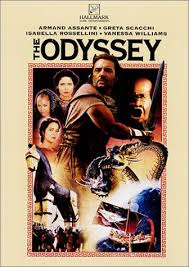 HALLMARK
ARMAND ASSANTE • GRETA SCACCHI
ISABELLA ROSSELLINI • VANESSA WILLIAMS
THE
ODYSSEY